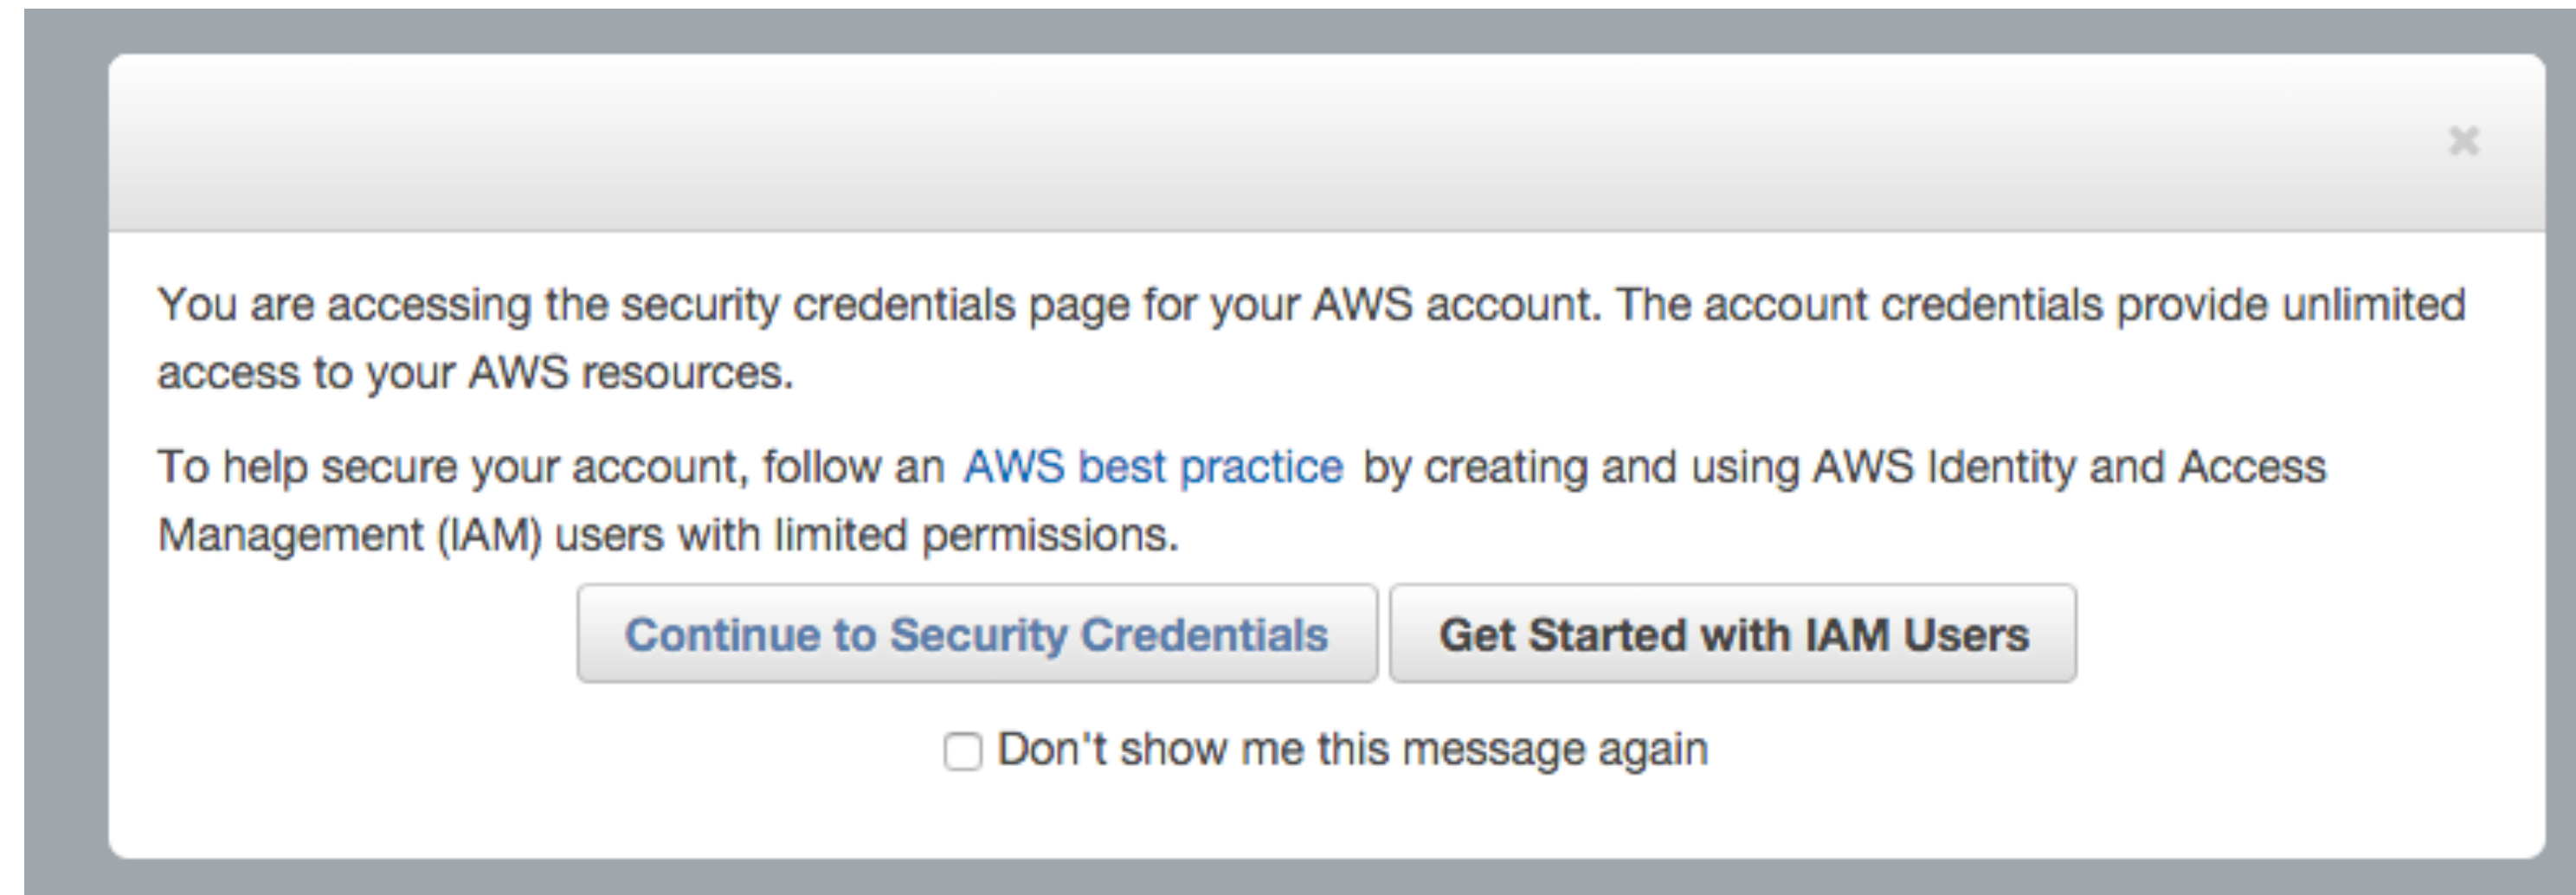 You are accessing the security credentials page for your AWS account. The account credentials provide unlimited
access to your AWS resources.
To help secure your account, follow an AWS best practice by creating and using AWS Identity and Access
Management (IAM) users with limited permissions.
Continue to Security Credentials Get Started with IAM Users
Don't show me this message again